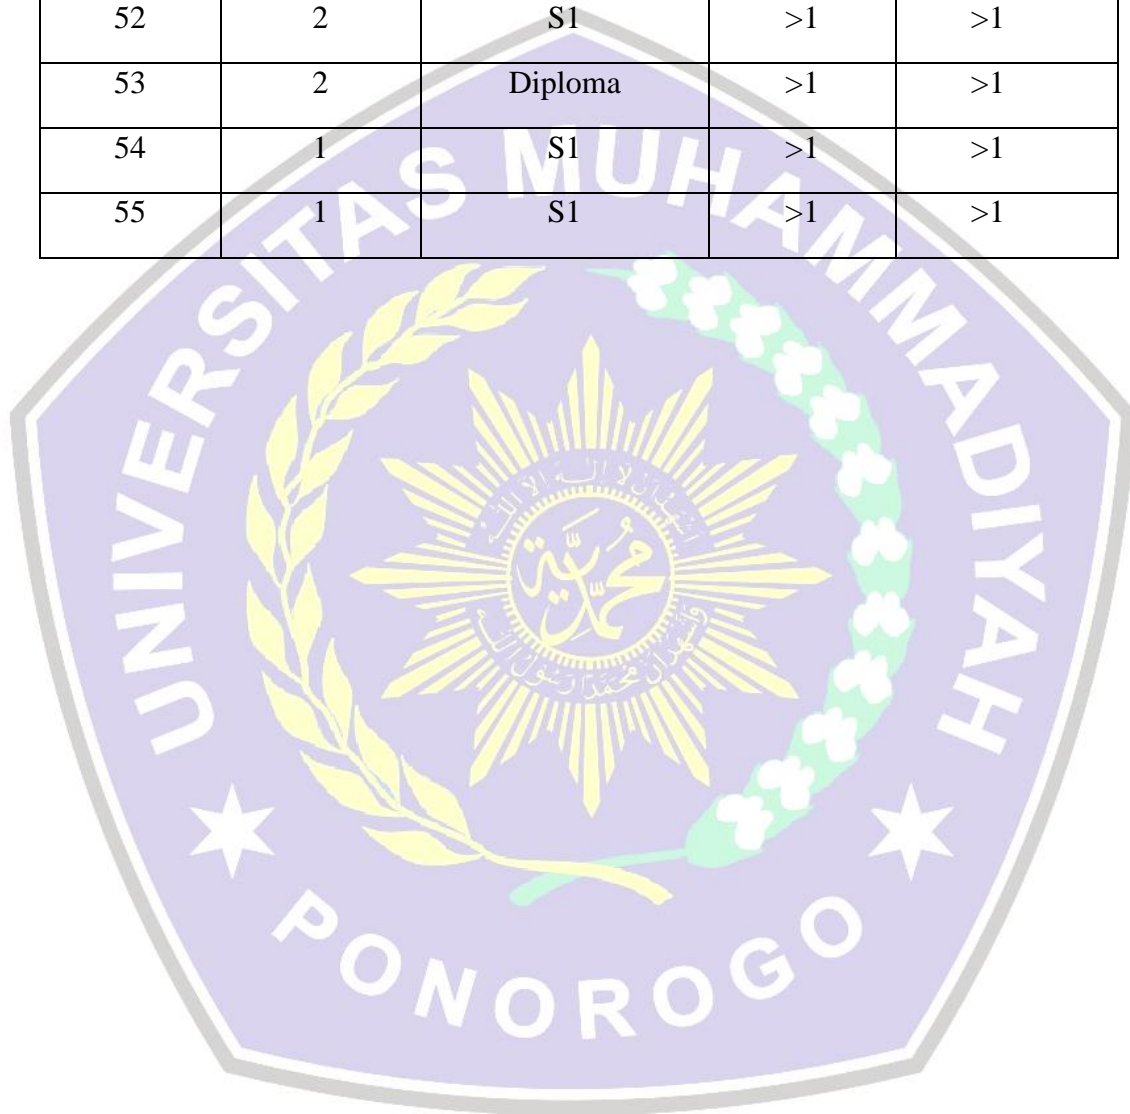 52 2 S1 >1 >1
53 2 Diploma >1 >1
54 1 S1 >1 >1
55 1 S1 >1 >1
UNIVERSITAS MUHAMMADIYAH
محمدية
PONOROGO